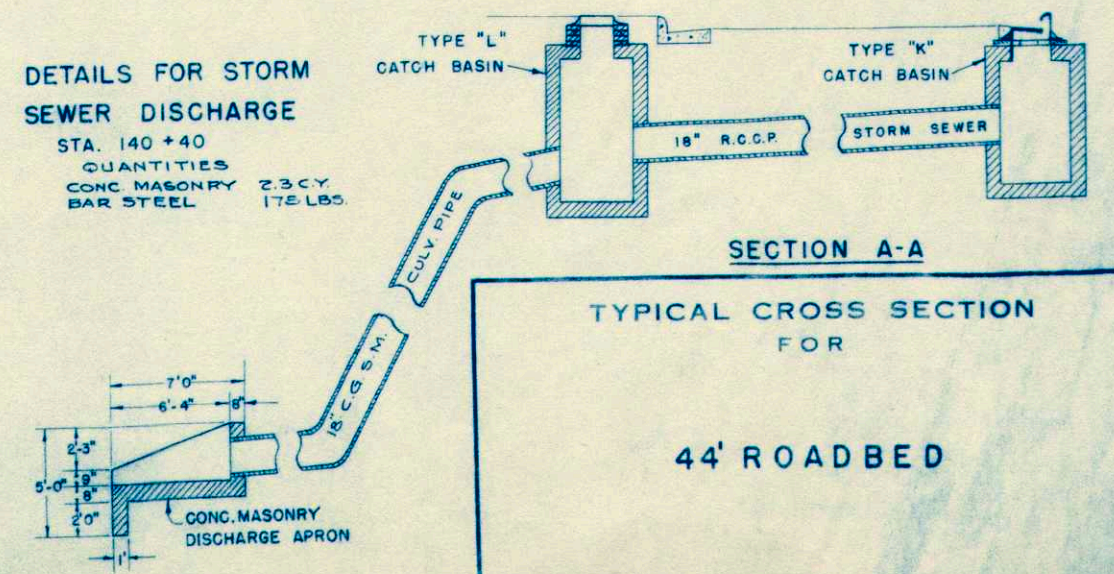 DETAILS FOR STORM
SEWER DISCHARGE
STA. 140 + 40
QUANTITIES
CONC. MASONRY 2.3 C.Y.
BAR STEEL LBS.
TYPE "L"
CATCH BASIN
TYPE "K"
CATCH BASIN
18" R.C.C.P.
STORM SEWER
CULV. PIPE
18" C.G.S.M.
SECTION A-A
7'0"
6'-4"
8"
2'-3"
5'-0"
9"
8"
2'0"
1'
CONC. MASONRY
DISCHARGE APRON
TYPICAL CROSS SECTION
FOR
44' ROADBED